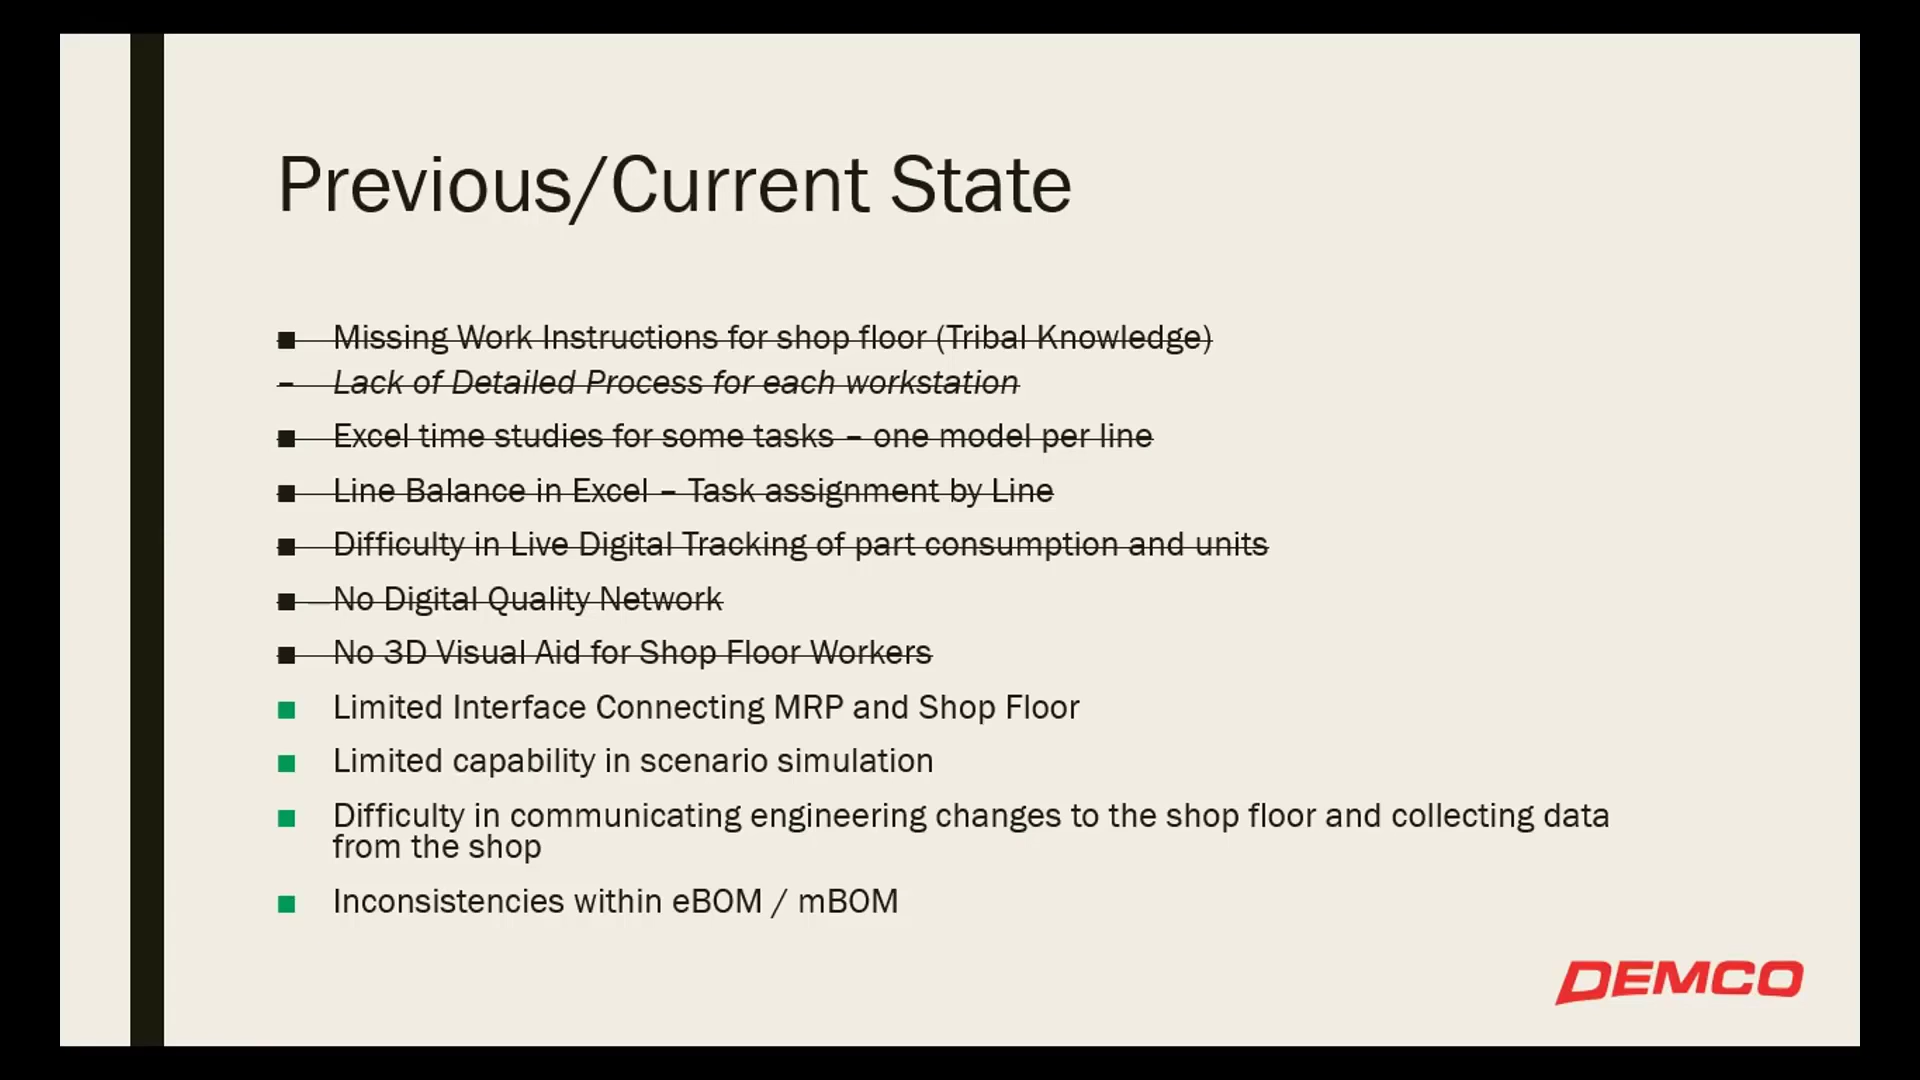 Previous/Current State
Missing Work Instructions for shop floor (Tribal Knowledge)
– Lack of Detailed Process for each workstation
Excel time studies for some tasks – one model per line
Line Balance in Excel – Task assignment by Line
Difficulty in Live Digital Tracking of part consumption and units
No Digital Quality Network
No 3D Visual Aid for Shop Floor Workers
Limited Interface Connecting MRP and Shop Floor
Limited capability in scenario simulation
Difficulty in communicating engineering changes to the shop floor and collecting data
from the shop
Inconsistencies within eBOM / mBOM
DEMCO